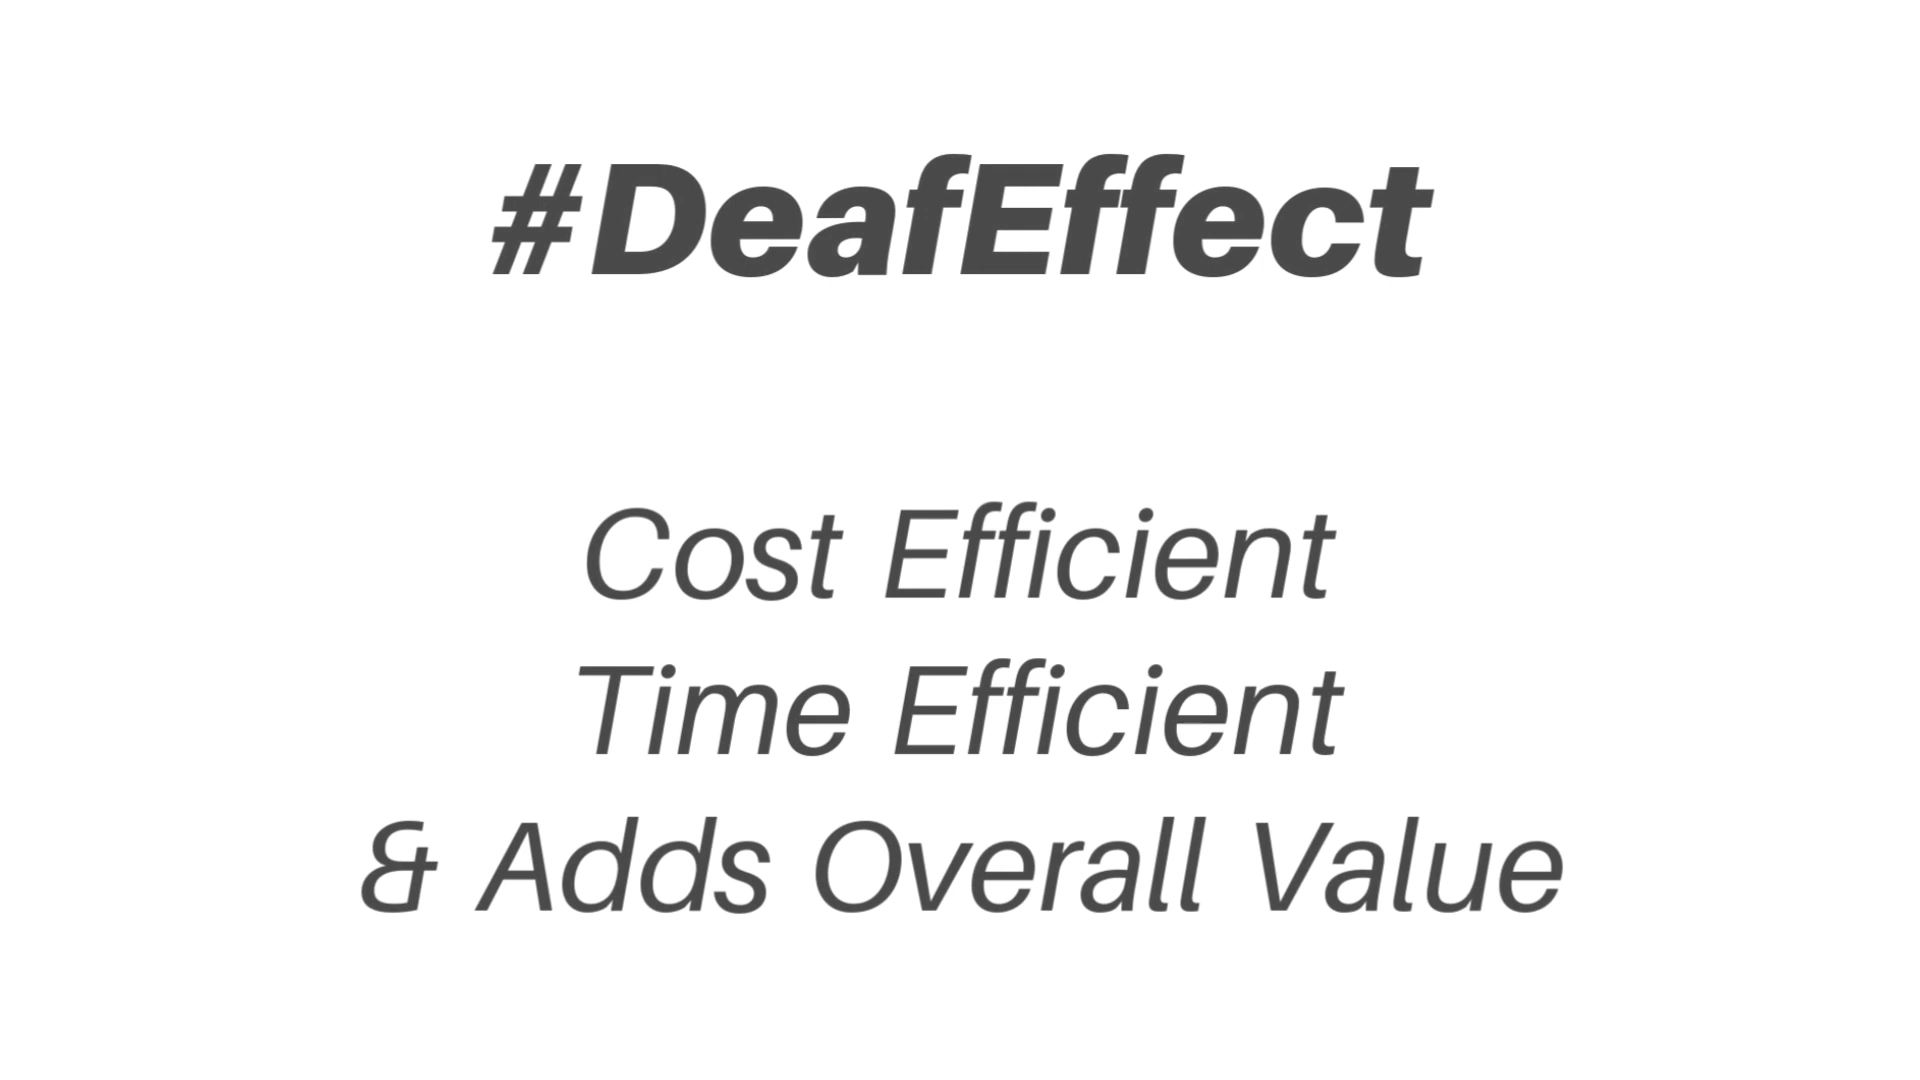 #DeafEffect
Cost Efficient
Time Efficient
& Adds Overall Value